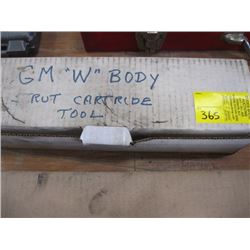 GM "W" BODY
STRUT CARTRIDE
TOOL
365